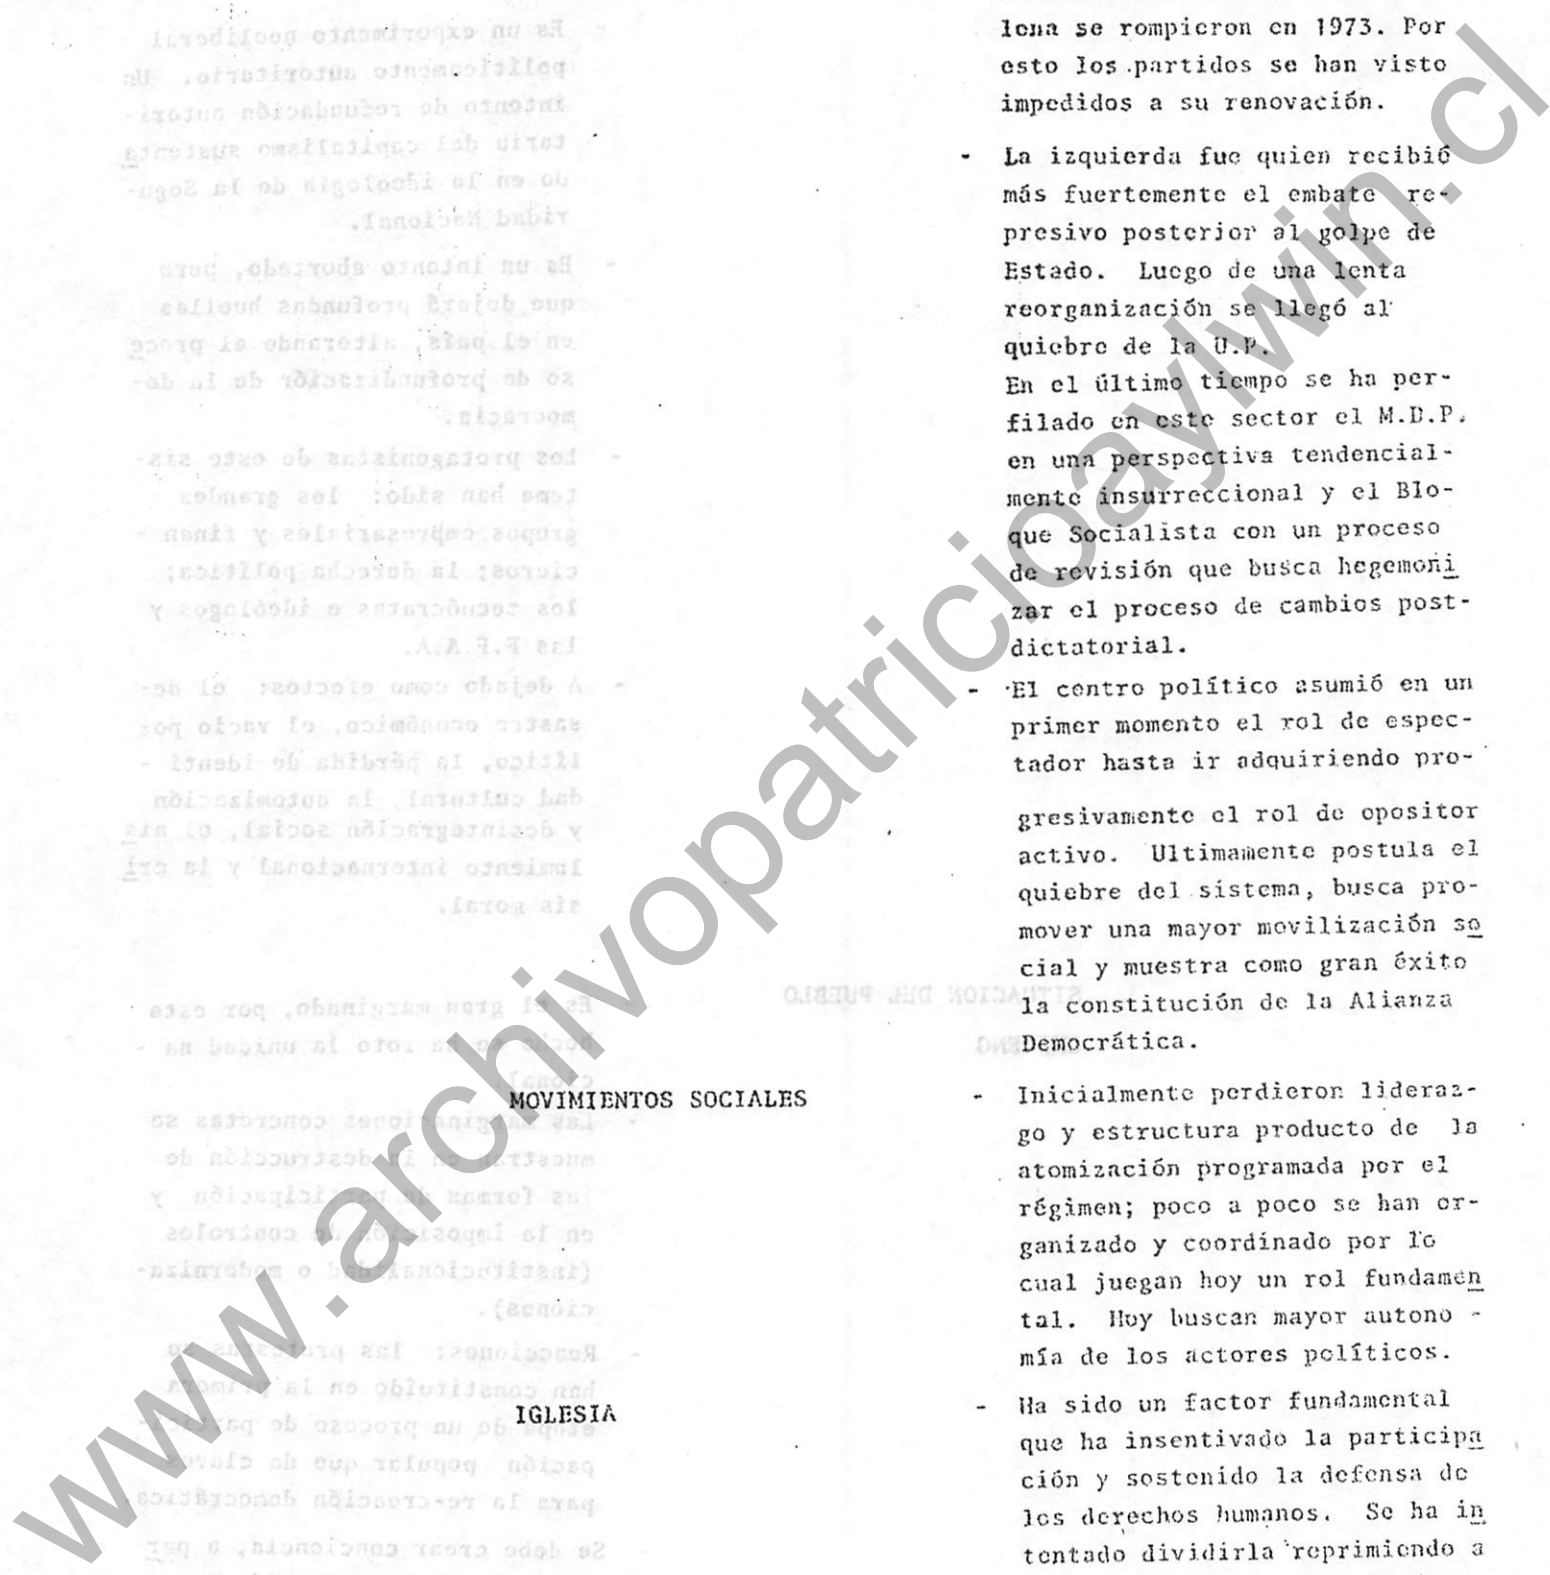 lena se rompieron en 1973. Por
esto los partidos se han visto
impedidos a su renovación.
- La izquierda fue quien recibió
más fuertemente el embate re-
presivo posterior al golpe de
Estado. Luego de una lenta
reorganización se llegó al
quiebre de la U.P.
En el último tiempo se ha per-
filado en este sector el M.D.P.
en una perspectiva tendencial-
mente insurreccional y el Blo-
que Socialista con un proceso
de revisión que busca hegemoni
zar el proceso de cambios post-
dictatorial.
- El centro político asumió en un
primer momento el rol de espec-
tador hasta ir adquiriendo pro-
gresivamente el rol de opositor
activo. Ultimamente postula el
quiebre del sistema, busca pro-
mover una mayor movilización so
cial y muestra como gran éxito
la constitución de la Alianza
Democrática.
MOVIMIENTOS SOCIALES
- Inicialmente perdieron lideraz-
go y estructura producto de la
atomización programada por el
régimen; poco a poco se han or-
ganizado y coordinado por lo
cual juegan hoy un rol fundamen
tal. Hoy buscan mayor autono -
mía de los actores políticos.
IGLESIA
- Ha sido un factor fundamental
que ha insentivado la participa
ción y sostenido la defensa de
los derechos humanos. Se ha in
tentado dividirla reprimiendo a
www.archivopatricioaylwin.cl